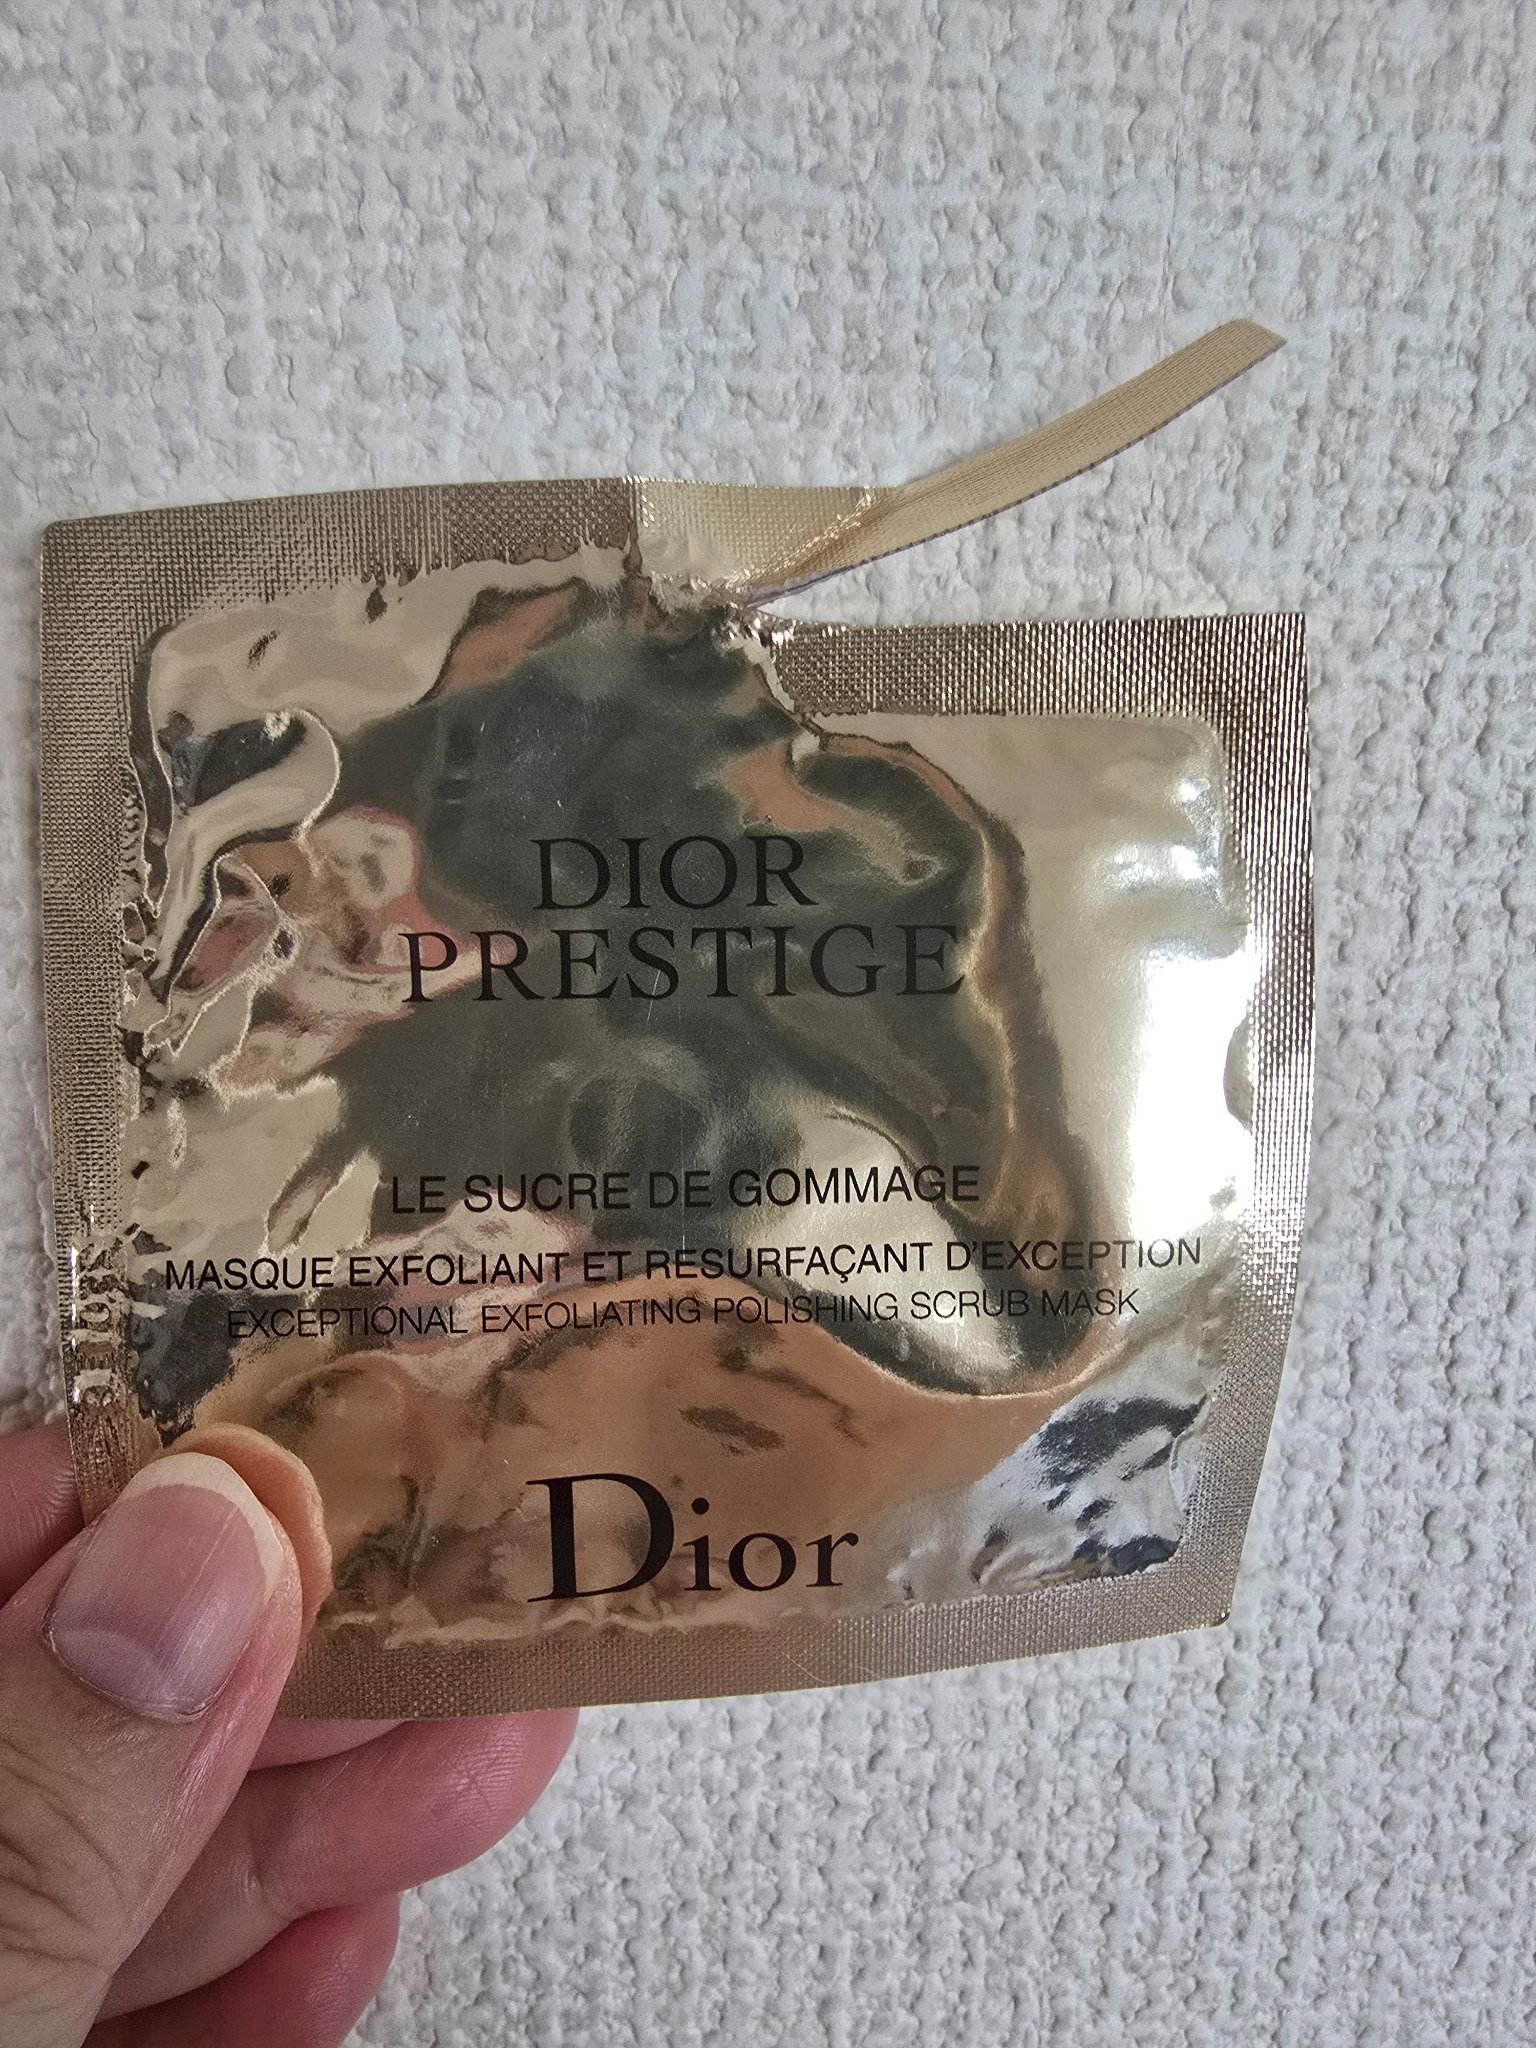 DIOR
PRESTIGE
LE SUCRE DE GOMMAGE
MASQUE EXFOLIANT ET RESURFAÇANT D'EXCEPTION
EXCEPTIONAL EXFOLIATING POLISHING SCRUB MASK
Dior